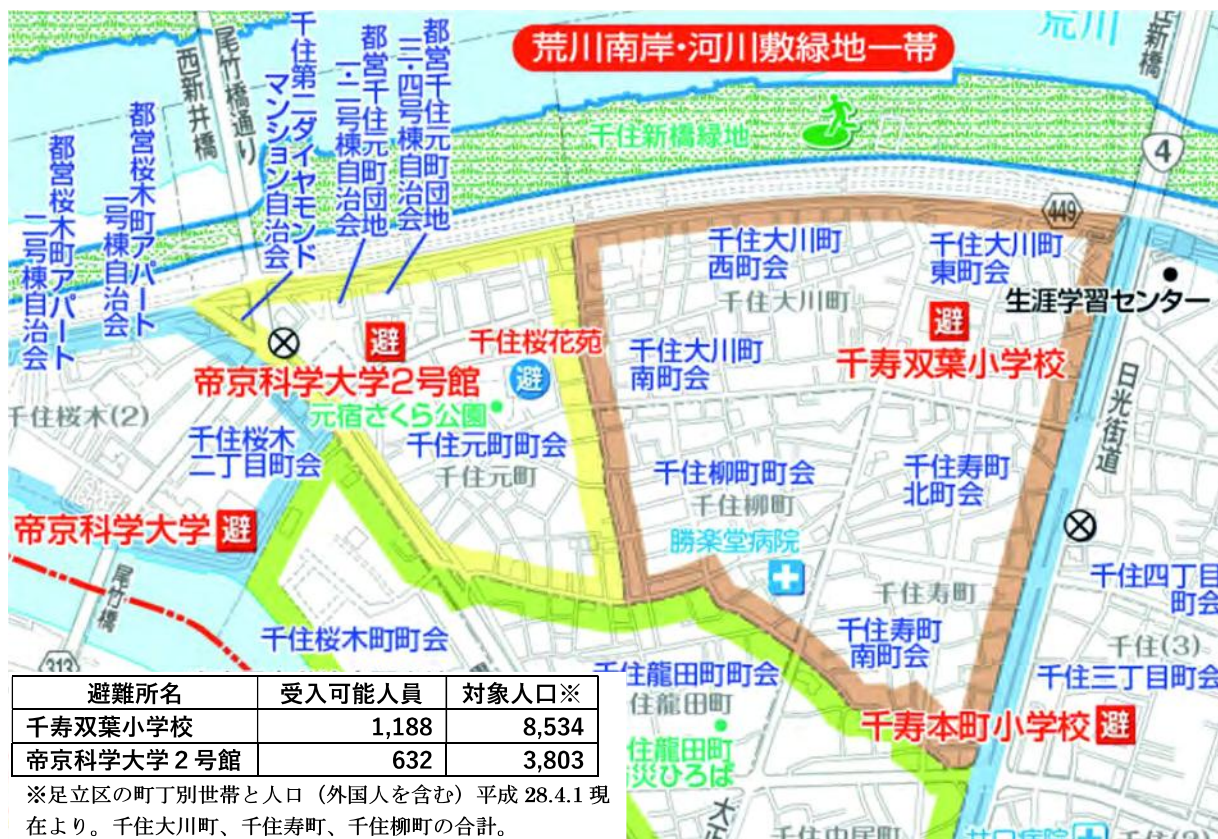 荒川
荒川南岸・河川敷緑地一帯
江新橋
尾竹橋通り
西新井橋
千住新橋緑地
4
449
都営千住元町団地
三・四号棟自治会
都営千住元町団地
一・二号棟自治会
千住第二ダイヤモンド
マンション自治会
都営桜木町アパート
一号棟自治会
都営桜木町アパート
二号棟自治会
千住大川町
西町会
千住大川町
東町会
千住大川町
生涯学習センター
避
千寿双葉小学校
千住大川町
南町会
避
帝京科学大学2号館
千住桜花苑
避
元宿さくら公園
千住桜木(2)
千住桜木
二丁目町会
千住元町町会
千住元町
日光街道
千住柳町町会
千住柳町
千住寿町
北町会
勝楽堂病院
帝京科学大学
避
尾竹橋
千住寿町
千住四丁目
町会
千住寿町
南町会
千住(3)
千住三丁目町会
千住桜木町町会
313
千住龍田町町会
住龍田町
千寿本町小学校
避
住龍田町
災ひろば
大正
千住中居町
井口病院
避難所名 受入可能人員 対象人口※
千寿双葉小学校 1,188 8,534
帝京科学大学２号館 632 3,803
※足立区の町丁別世帯と人口（外国人を含む）平成 28.4.1 現
在より。千住大川町、千住寿町、千住柳町の合計。